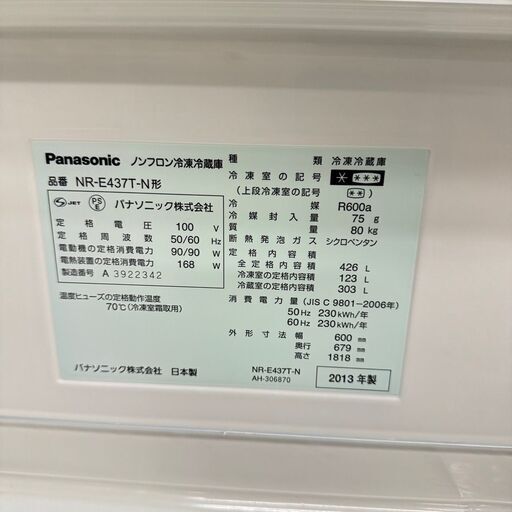 Panasonic ノンフロン冷凍冷蔵庫
品番 NR-E437T-N形
JET PS E パナソニック株式会社
定格電圧 100 V
定格周波数 50/60 Hz
電動機の定格消費電力 90/90 W
電熱装置の定格消費電力 168 W
製造番号 A 3922342
温度ヒューズの定格動作温度
70℃(冷凍室霜取用)
パナソニック株式会社 日本製
種類 冷凍冷蔵庫
冷凍室の記号 * ***
(上段冷凍室の記号) **
冷媒 R600a
冷媒封入量 75 g
質量 80 kg
断熱発泡ガス シクロペンタン
定格内容積
全定格内容積 426 L
冷凍室の定格内容積 123 L
冷蔵室の定格内容積 303 L
消費電力量 (JIS C 9801-2006年)
50Hz 230 kWh/年
60Hz 230 kWh/年
外形寸法 幅 600 mm
奥行 679 mm
高さ 1818 mm
NR-E437T-N
AH-306870
2013 年製